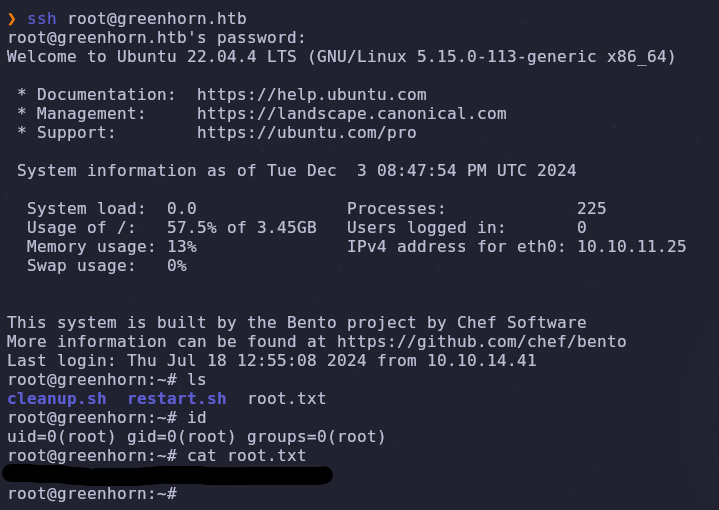 ❯ ssh root@greenhorn.htb
root@greenhorn.htb's password:
Welcome to Ubuntu 22.04.4 LTS (GNU/Linux 5.15.0-113-generic x86_64)
* Documentation:  https://help.ubuntu.com
* Management:     https://landscape.canonical.com
* Support:        https://ubuntu.com/pro
System information as of Tue Dec  3 08:47:54 PM UTC 2024
System load:  0.0               Processes:             225
Usage of /:   57.5% of 3.45GB   Users logged in:       0
Memory usage: 13%               IPv4 address for eth0: 10.10.11.25
Swap usage:   0%
This system is built by the Bento project by Chef Software
More information can be found at https://github.com/chef/bento
Last login: Thu Jul 18 12:55:08 2024 from 10.10.14.41
root@greenhorn:~# ls
cleanup.sh  restart.sh  root.txt
root@greenhorn:~# id
uid=0(root) gid=0(root) groups=0(root)
root@greenhorn:~# cat root.txt
root@greenhorn:~#